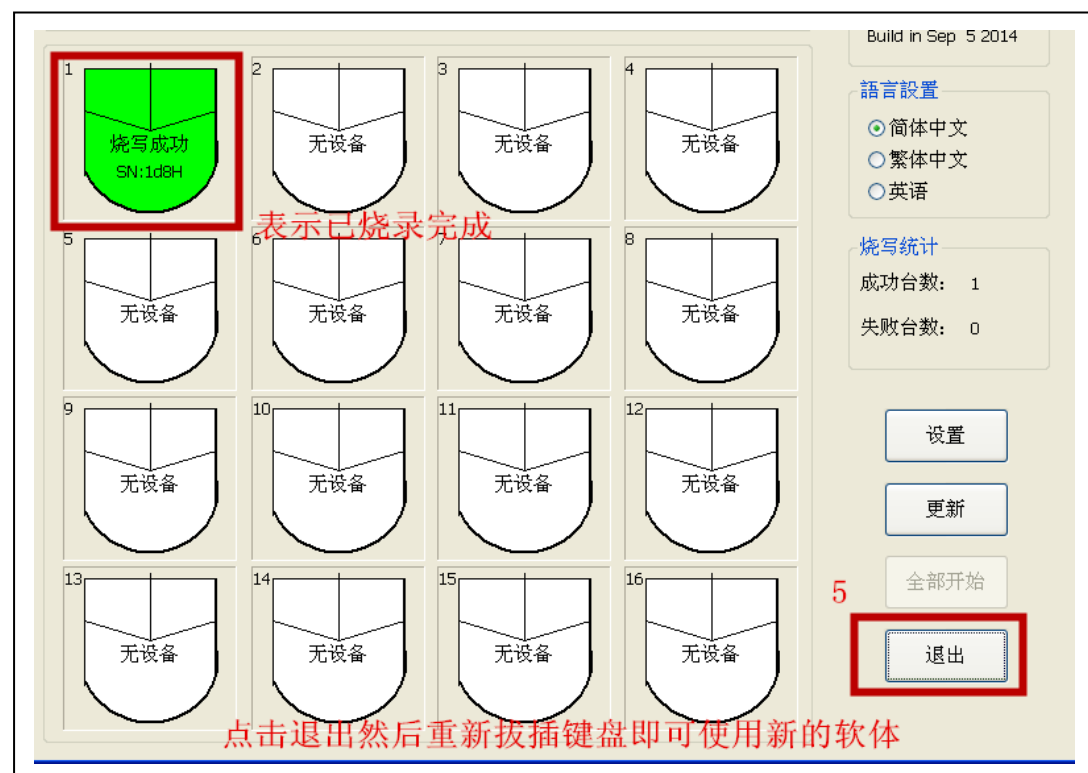 Build in Sep 5 2014
1
烧写成功
SN:1d8H
2
无设备
3
无设备
4
无设备
表示已烧录完成
5
无设备
6
无设备
7
无设备
8
无设备
9
无设备
10
无设备
11
无设备
12
无设备
13
无设备
14
无设备
15
无设备
16
无设备
語言設置
简体中文
繁体中文
英语
烧写统计
成功台数： 1
失败台数： 0
设置
更新
全部开始
5
退出
点击退出然后重新拔插键盘即可使用新的软体